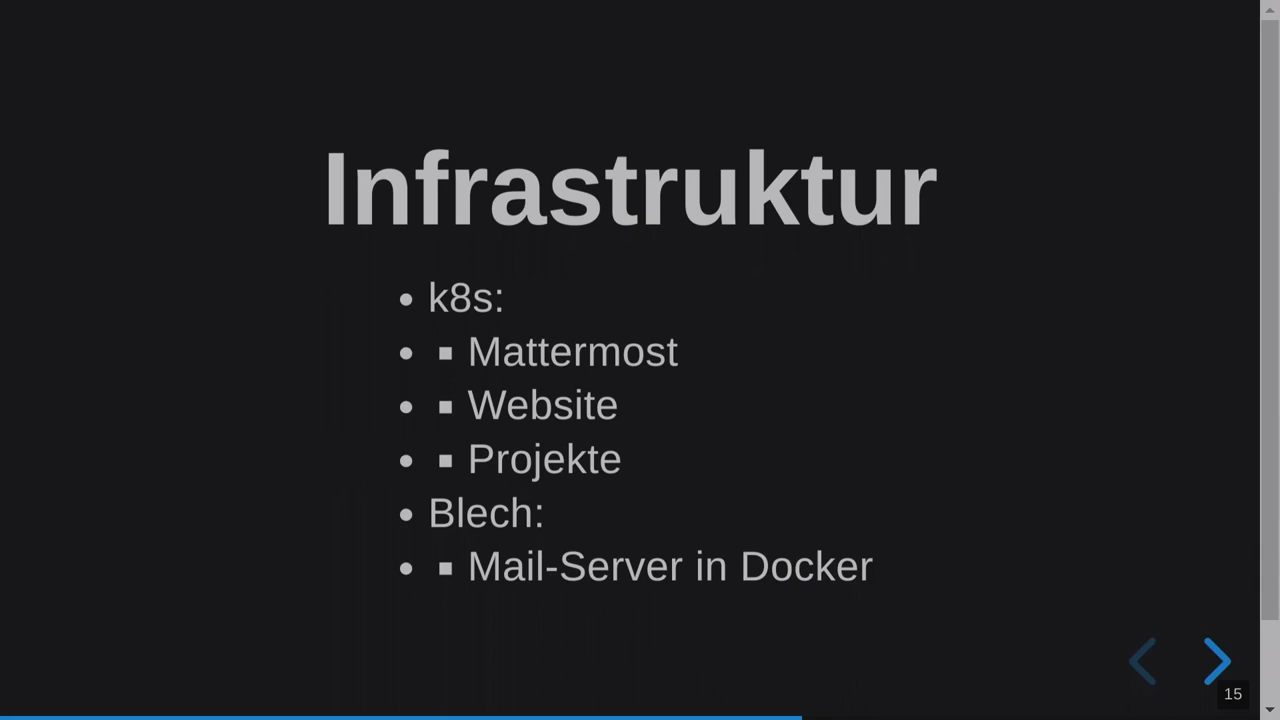 Infrastruktur
• k8s:
• ▪ Mattermost
• ▪ Website
• ▪ Projekte
• Blech:
• ▪ Mail-Server in Docker
15